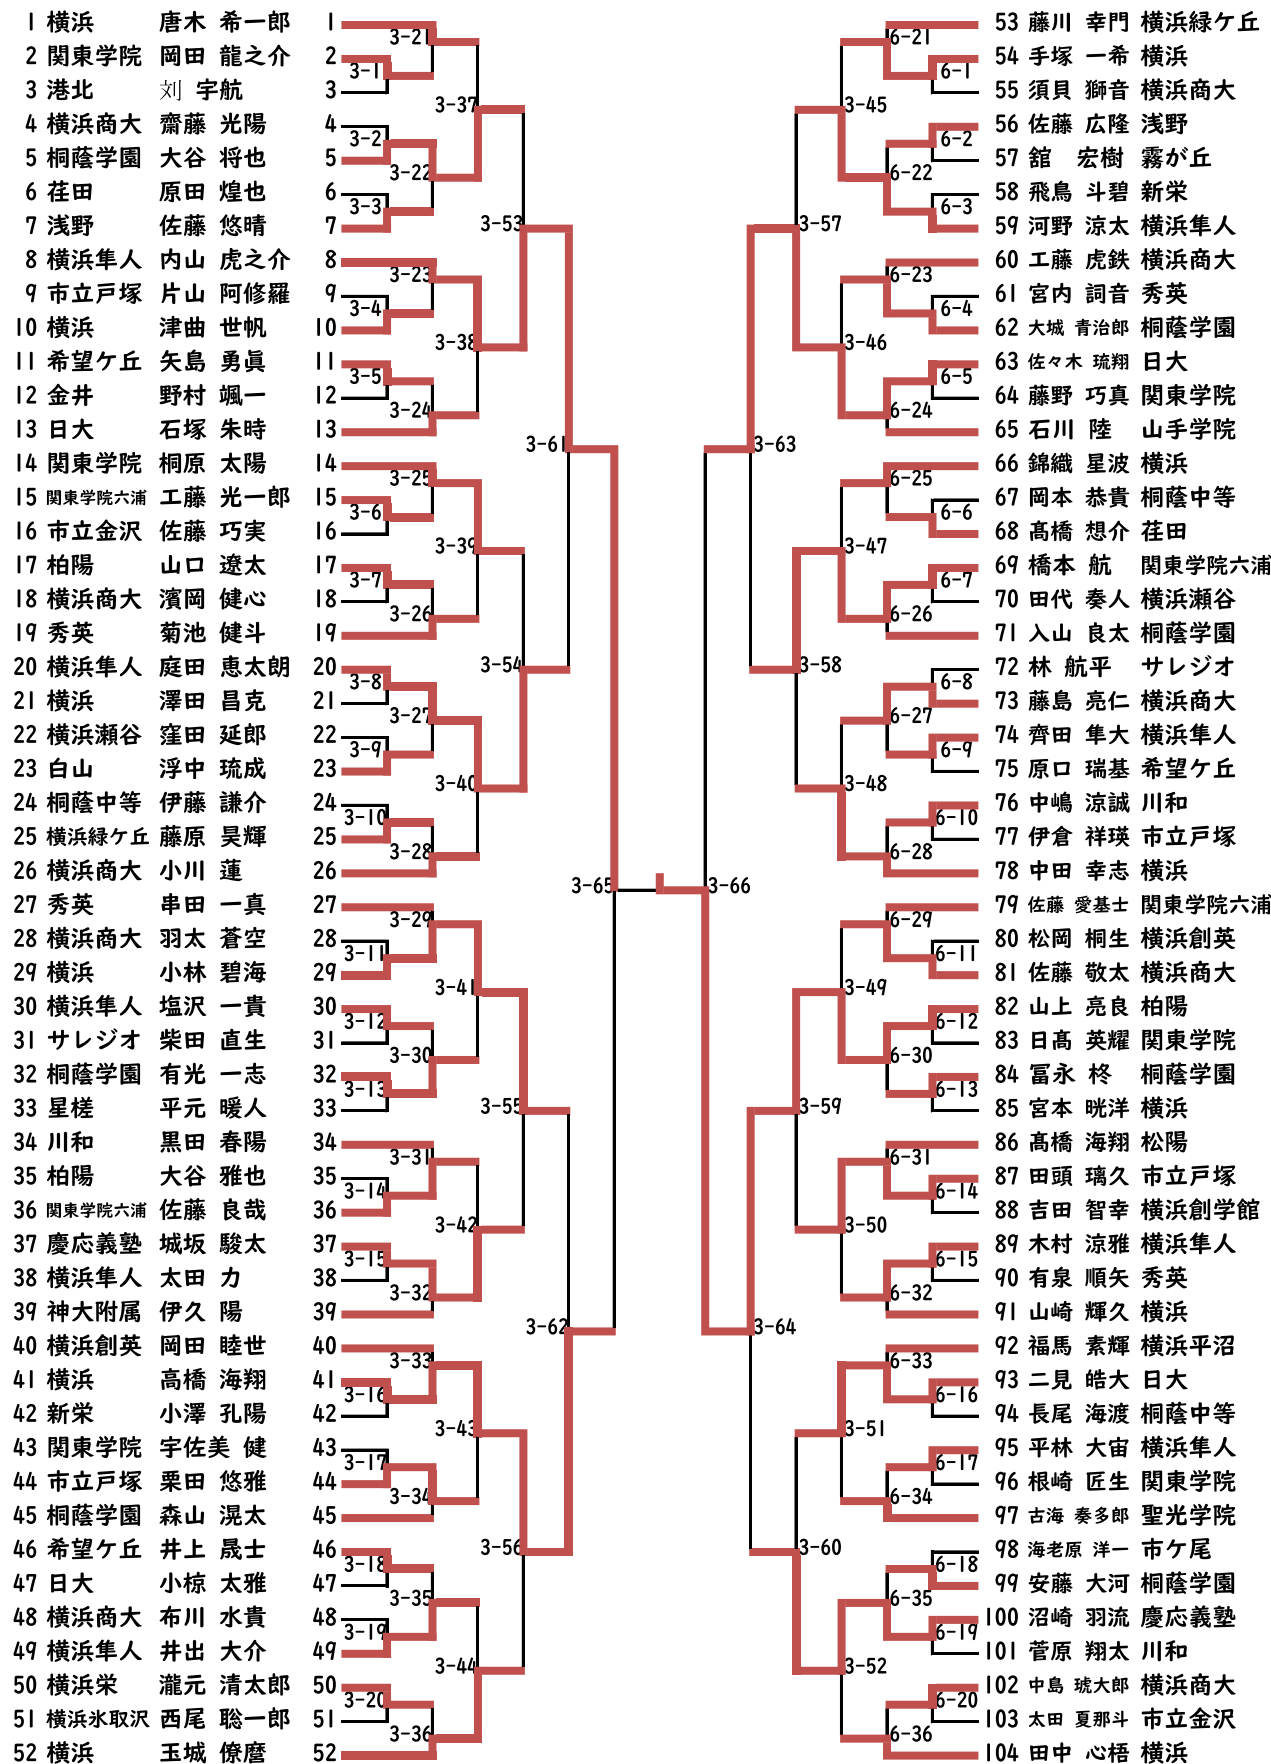 1 横浜 唐木 希一郎 1
2 関東学院 岡田 龍之介 2
3 港北 刘 宇航 3
4 横浜商大 齋藤 光陽 4
5 桐蔭学園 大谷 将也 5
6 荏田 原田 煌也 6
7 浅野 佐藤 悠晴 7
8 横浜隼人 内山 虎之介 8
9 市立戸塚 片山 阿修羅 9
10 横浜 津曲 世帆 10
11 希望ケ丘 矢島 勇眞 11
12 金井 野村 颯一 12
13 日大 石塚 朱時 13
14 関東学院 桐原 太陽 14
15 関東学院六浦 工藤 光一郎 15
16 市立金沢 佐藤 巧実 16
17 柏陽 山口 遼太 17
18 横浜商大 濱岡 健心 18
19 秀英 菊池 健斗 19
20 横浜隼人 庭田 恵太朗 20
21 横浜 澤田 昌克 21
22 横浜瀬谷 窪田 延郎 22
23 白山 浮中 琉成 23
24 桐蔭中等 伊藤 謙介 24
25 横浜緑ケ丘 藤原 昊輝 25
26 横浜商大 小川 蓮 26
27 秀英 串田 一真 27
28 横浜商大 羽太 蒼空 28
29 横浜 小林 碧海 29
30 横浜隼人 塩沢 一貴 30
31 サレジオ 柴田 直生 31
32 桐蔭学園 有光 一志 32
33 星槎 平元 暖人 33
34 川和 黒田 春陽 34
35 柏陽 大谷 雅也 35
36 関東学院六浦 佐藤 良哉 36
37 慶応義塾 城坂 駿太 37
38 横浜隼人 太田 力 38
39 神大附属 伊久 陽 39
40 横浜創英 岡田 睦世 40
41 横浜 高橋 海翔 41
42 新栄 小澤 孔陽 42
43 関東学院 宇佐美 健 43
44 市立戸塚 栗田 悠雅 44
45 桐蔭学園 森山 滉太 45
46 希望ケ丘 井上 晟士 46
47 日大 小椋 太雅 47
48 横浜商大 布川 水貴 48
49 横浜隼人 井出 大介 49
50 横浜栄 瀧元 清太郎 50
51 横浜氷取沢 西尾 聡一郎 51
52 横浜 玉城 僚麿 52
3-1
3-2
3-3
3-4
3-5
3-6
3-7
3-8
3-9
3-10
3-11
3-12
3-13
3-14
3-15
3-16
3-17
3-18
3-19
3-20
3-21
3-22
3-23
3-24
3-25
3-26
3-27
3-28
3-29
3-30
3-31
3-32
3-33
3-34
3-35
3-36
3-37
3-38
3-39
3-40
3-41
3-42
3-43
3-44
3-53
3-54
3-55
3-56
3-61
3-62
3-65
3-66
3-63
3-64
3-57
3-58
3-59
3-60
3-45
3-46
3-47
3-48
3-49
3-50
3-51
3-52
6-21
6-22
6-23
6-24
6-25
6-26
6-27
6-28
6-29
6-30
6-31
6-32
6-33
6-34
6-35
6-36
6-1
6-2
6-3
6-4
6-5
6-6
6-7
6-8
6-9
6-10
6-11
6-12
6-13
6-14
6-15
6-16
6-17
6-18
6-19
6-20
53 藤川 幸門 横浜緑ケ丘
54 手塚 一希 横浜
55 須貝 獅音 横浜商大
56 佐藤 広隆 浅野
57 舘 宏樹 霧が丘
58 飛鳥 斗碧 新栄
59 河野 涼太 横浜隼人
60 工藤 虎鉄 横浜商大
61 宮内 詞音 秀英
62 大城 青治郎 桐蔭学園
63 佐々木 琉翔 日大
64 藤野 巧真 関東学院
65 石川 陸 山手学院
66 錦織 星波 横浜
67 岡本 恭貴 桐蔭中等
68 髙橋 想介 荏田
69 橋本 航 関東学院六浦
70 田代 奏人 横浜瀬谷
71 入山 良太 桐蔭学園
72 林 航平 サレジオ
73 藤島 亮仁 横浜商大
74 齊田 隼大 横浜隼人
75 原口 瑞基 希望ケ丘
76 中嶋 涼誠 川和
77 伊倉 祥瑛 市立戸塚
78 中田 幸志 横浜
79 佐藤 愛基士 関東学院六浦
80 松岡 桐生 横浜創英
81 佐藤 敬太 横浜商大
82 山上 亮良 柏陽
83 日髙 英耀 関東学院
84 冨永 柊 桐蔭学園
85 宮本 晄洋 横浜
86 髙橋 海翔 松陽
87 田頭 璃久 市立戸塚
88 吉田 智幸 横浜創学館
89 木村 涼雅 横浜隼人
90 有泉 順矢 秀英
91 山崎 輝久 横浜
92 福馬 素輝 横浜平沼
93 二見 皓大 日大
94 長尾 海渡 桐蔭中等
95 平林 大宙 横浜隼人
96 根崎 匠生 関東学院
97 古海 奏多郎 聖光学院
98 海老原 洋一 市ケ尾
99 安藤 大河 桐蔭学園
100 沼崎 羽流 慶応義塾
101 菅原 翔太 川和
102 中島 琥大郎 横浜商大
103 太田 夏那斗 市立金沢
104 田中 心梧 横浜